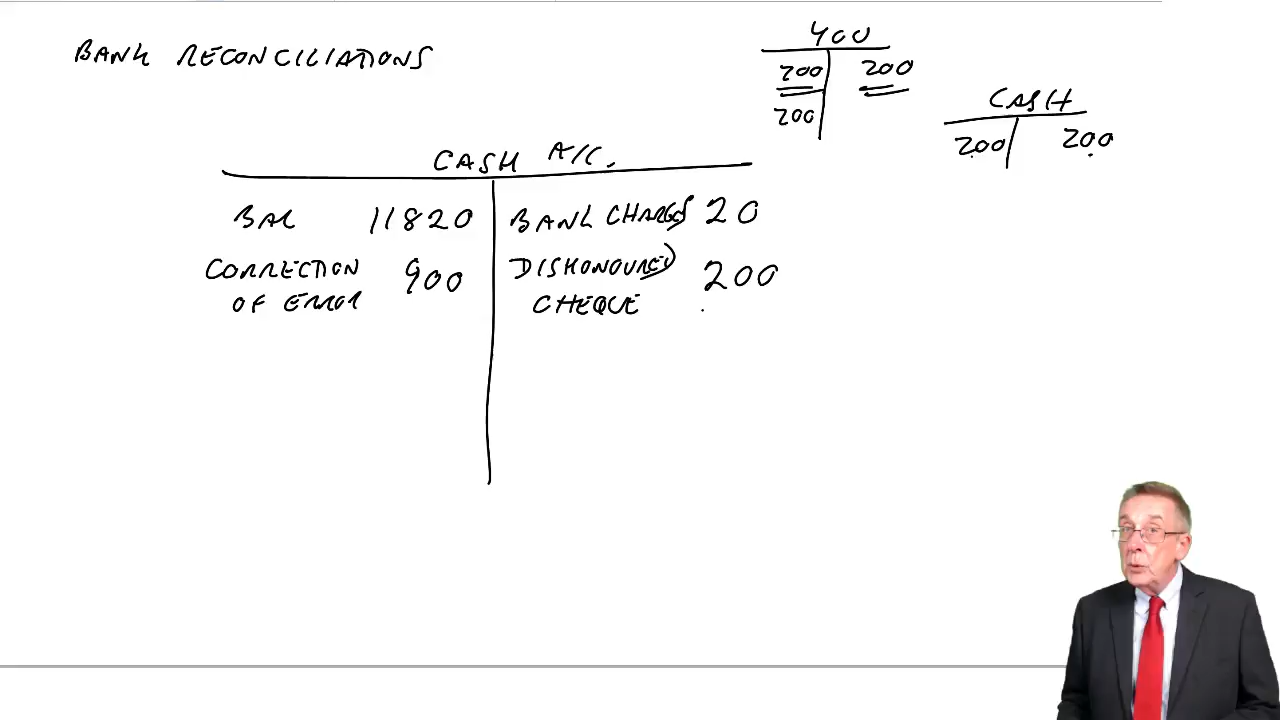 BANK RECONCILIATIONS
400
200 200
200
CASH
200 200
CASH A/C.
BAL 11820 BANK CHARGES 20
CORRECTION 900 DISHONOURED 200
OF ERROR CHEQUE